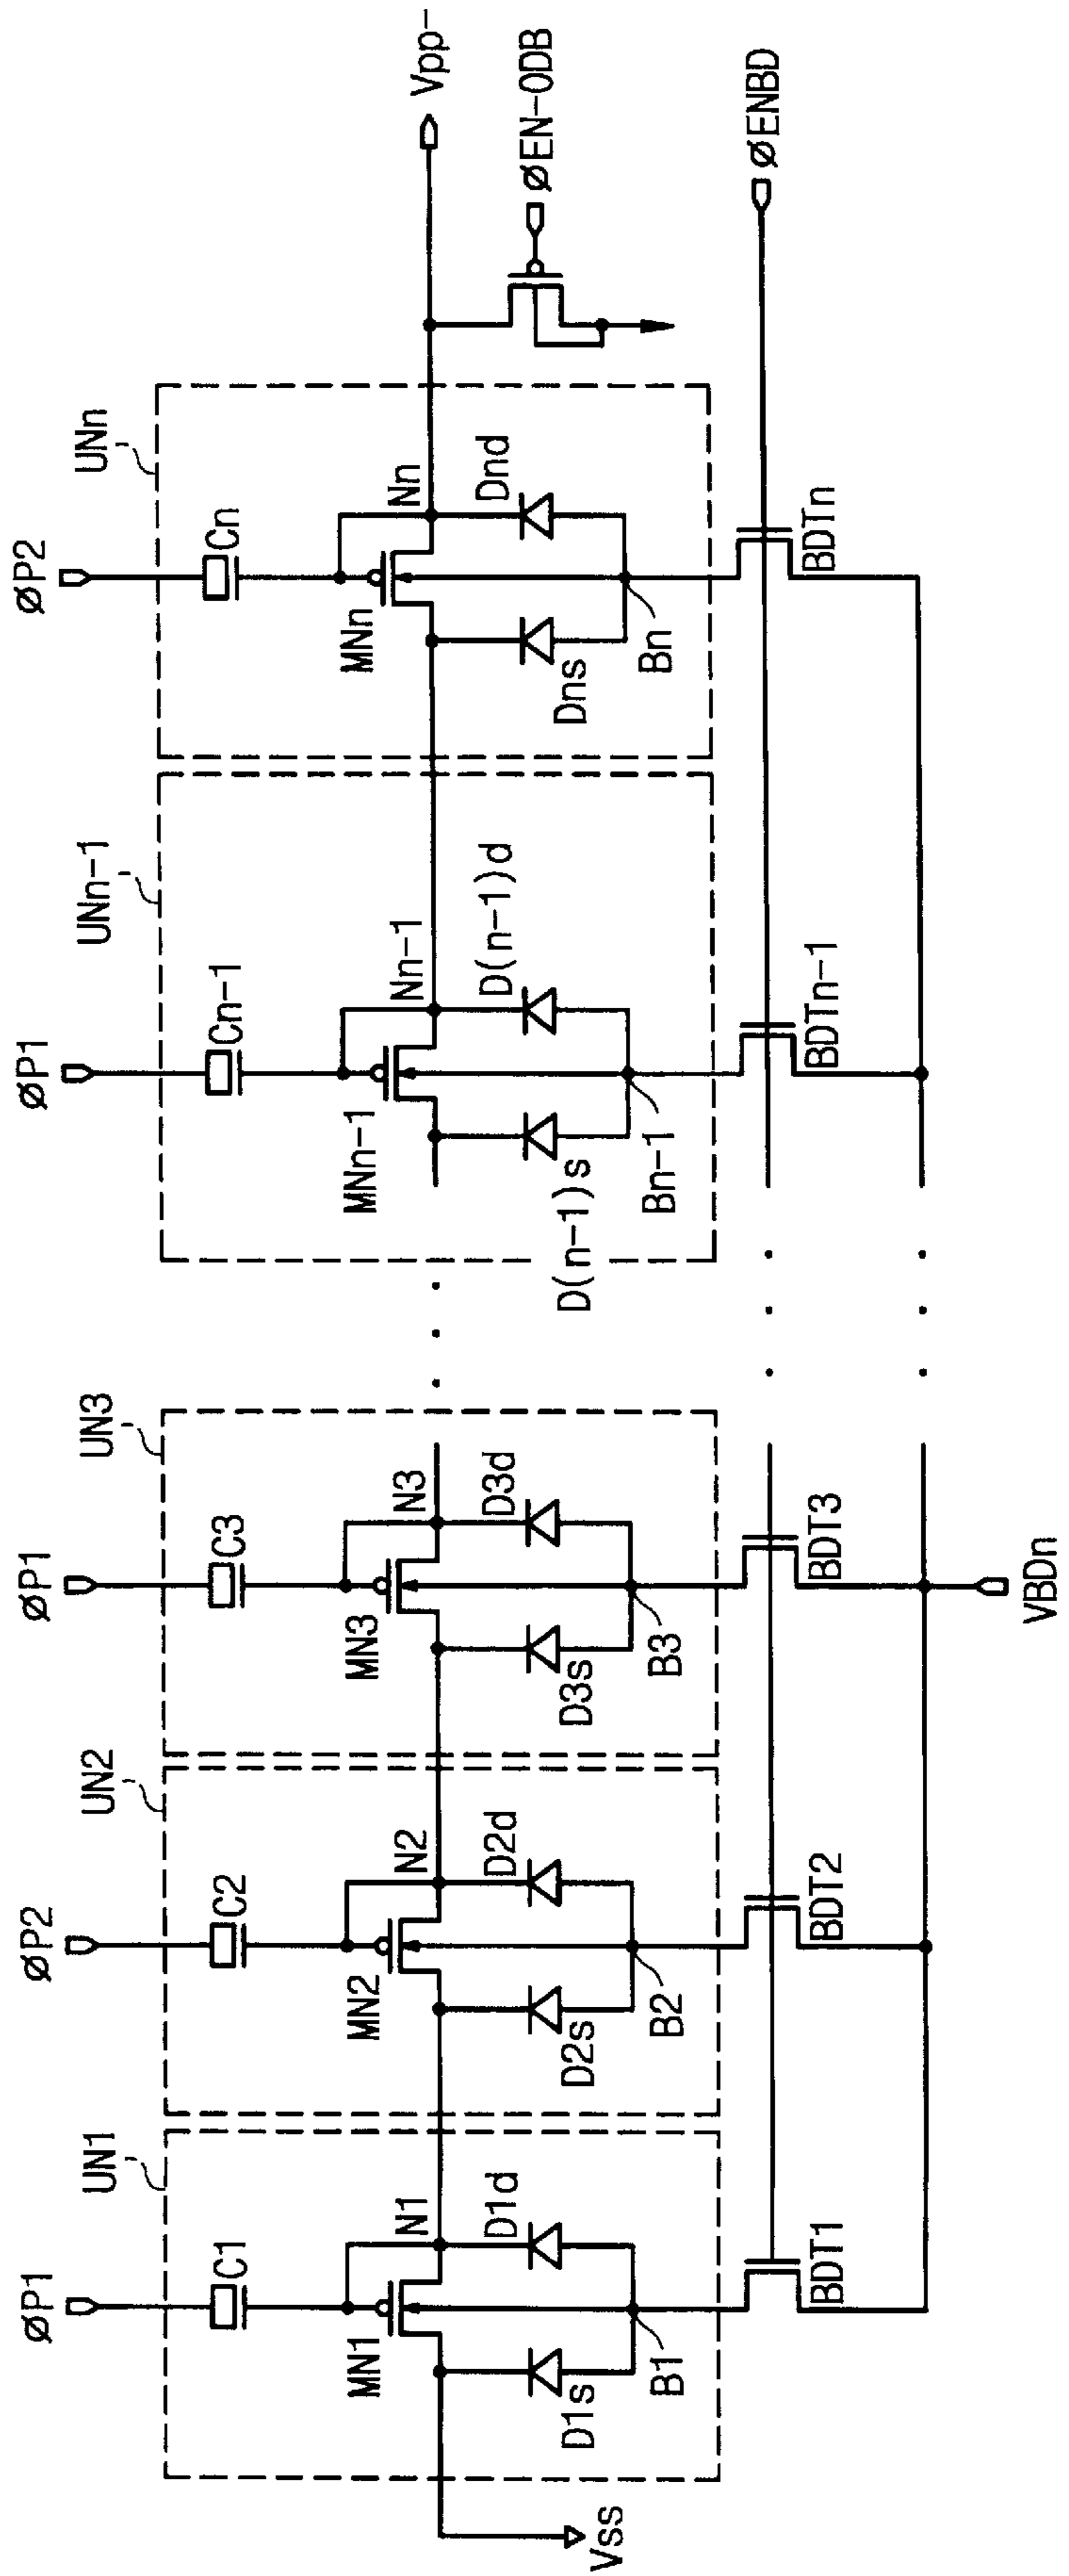 ØP1
ØP2
ØP1
ØP1
ØP2
UN1
UN2
UN3
UNn-1
UNn
C1
C2
C3
Cn-1
Cn
MN1
N1
MN2
N2
MN3
N3
MNn-1
Nn-1
MNn
Nn
Vpp-
D1s
D1d
D2s
D2d
D3s
D3d
D(n-1)s
D(n-1)d
Dns
Dnd
ØEN-ODB
Vss
B1
B2
B3
Bn-1
Bn
ØENBD
BDT1
BDT2
BDT3
BDTn-1
BDTn
VBDn